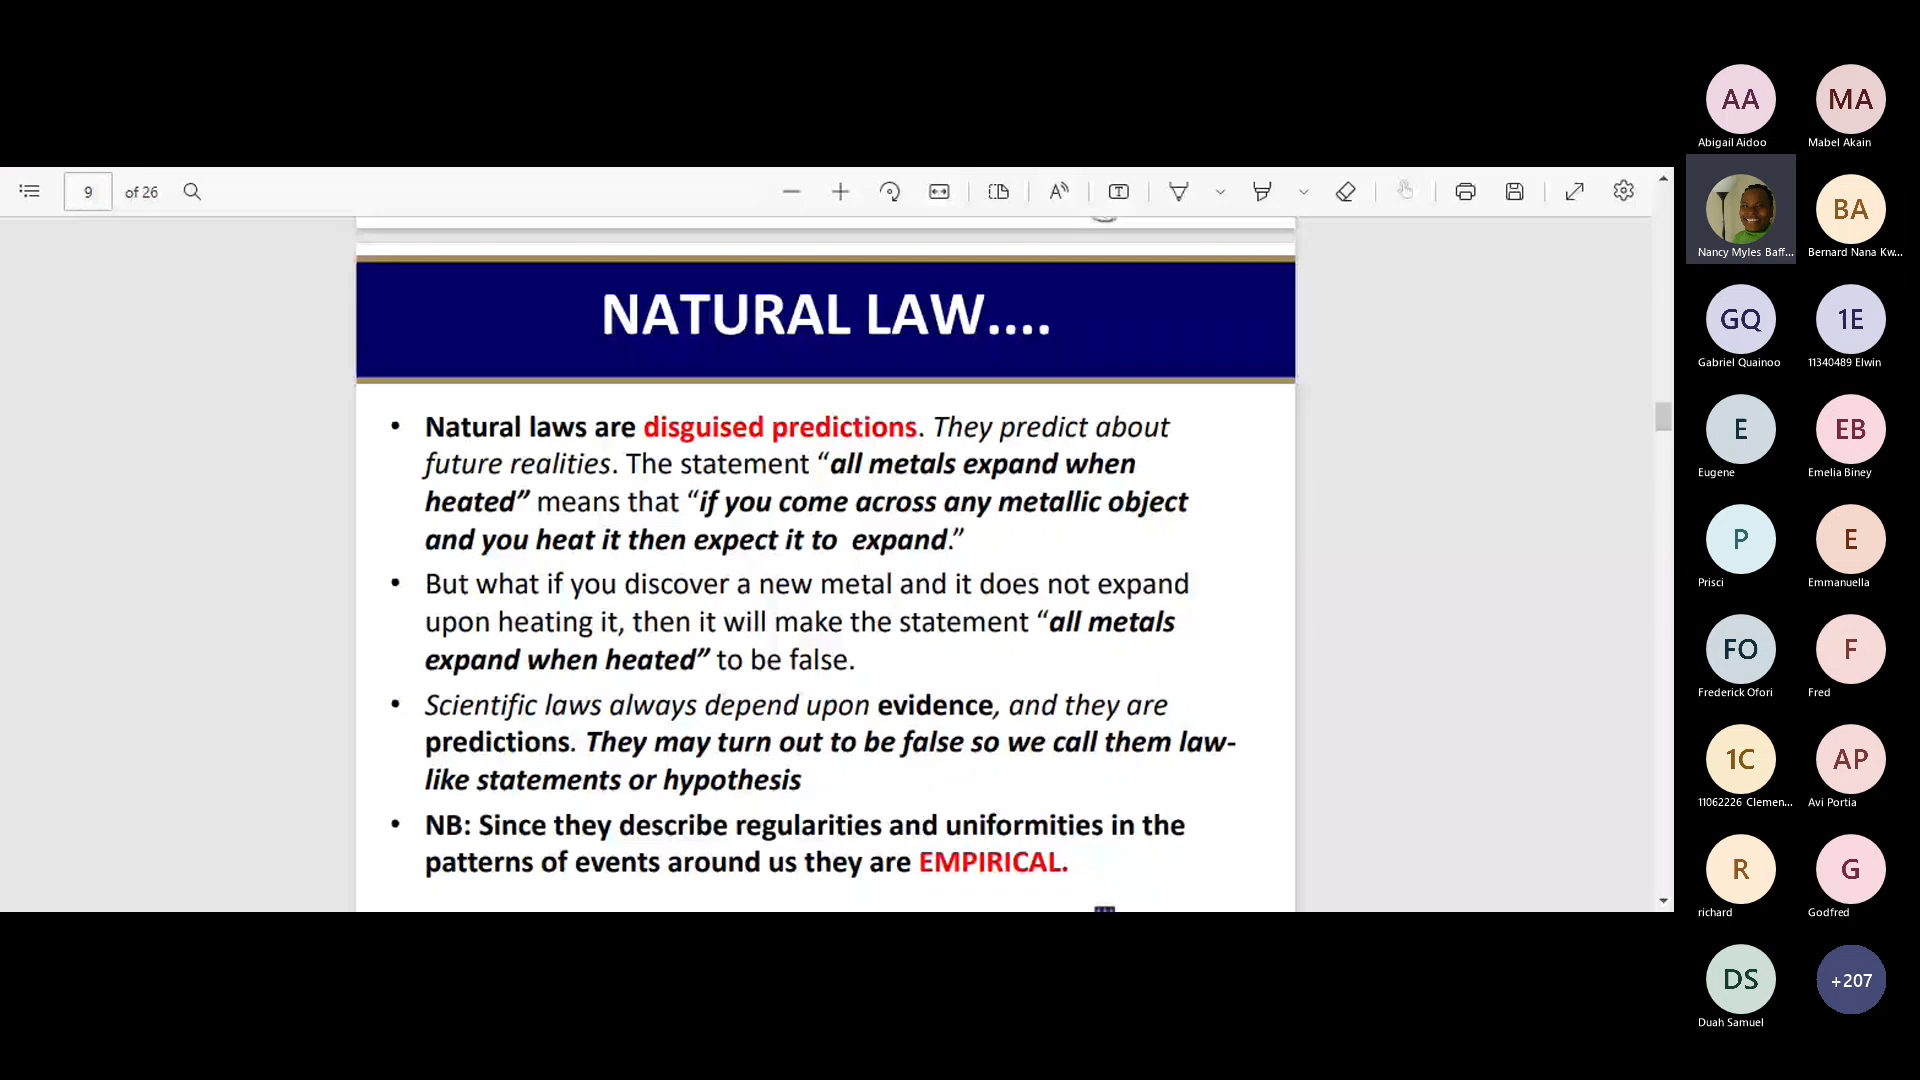 9 of 26
NATURAL LAW....
• Natural laws are disguised predictions. They predict about
future realities. The statement “all metals expand when
heated” means that “if you come across any metallic object
and you heat it then expect it to expand.”
• But what if you discover a new metal and it does not expand
upon heating it, then it will make the statement “all metals
expand when heated” to be false.
• Scientific laws always depend upon evidence, and they are
predictions. They may turn out to be false so we call them law-
like statements or hypothesis
• NB: Since they describe regularities and uniformities in the
patterns of events around us they are EMPIRICAL.
AA MA
Abigail Aidoo Mabel Akain
BA
Nancy Myles Baff... Bernard Nana Kw...
GQ 1E
Gabriel Quainoo 11340489 Elwin
E EB
Eugene Emelia Biney
P E
Prisci Emmanuella
FO F
Frederick Ofori Fred
1C AP
11062226 Clemen... Avi Portia
R G
richard Godfred
DS +207
Duah Samuel